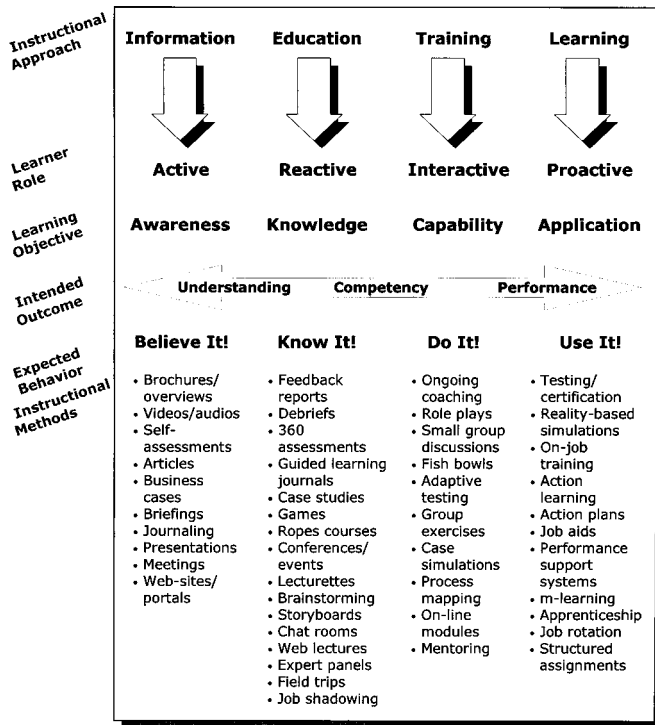 Instructional
Approach
Information
Education
Training
Learning
Learner
Role
Active
Reactive
Interactive
Proactive
Learning
Objective
Awareness
Knowledge
Capability
Application
Intended
Outcome
Understanding
Competency
Performance
Expected
Behavior
Believe It!
Know It!
Do It!
Use It!
Instructional
Methods
• Brochures/
overviews
• Videos/audios
• Self-
assessments
• Articles
• Business
cases
• Briefings
• Journaling
• Presentations
• Meetings
• Web-sites/
portals
• Feedback
reports
• Debriefs
• 360
assessments
• Guided learning
journals
• Case studies
• Games
• Ropes courses
• Conferences/
events
• Lecturettes
• Brainstorming
• Storyboards
• Chat rooms
• Web lectures
• Expert panels
• Field trips
• Job shadowing
• Ongoing
coaching
• Role plays
• Small group
discussions
• Fish bowls
• Adaptive
testing
• Group
exercises
• Case
simulations
• Process
mapping
• On-line
modules
• Mentoring
• Testing/
certification
• Reality-based
simulations
• On-job
training
• Action
learning
• Action plans
• Job aids
• Performance
support
systems
• m-learning
• Apprenticeship
• Job rotation
• Structured
assignments